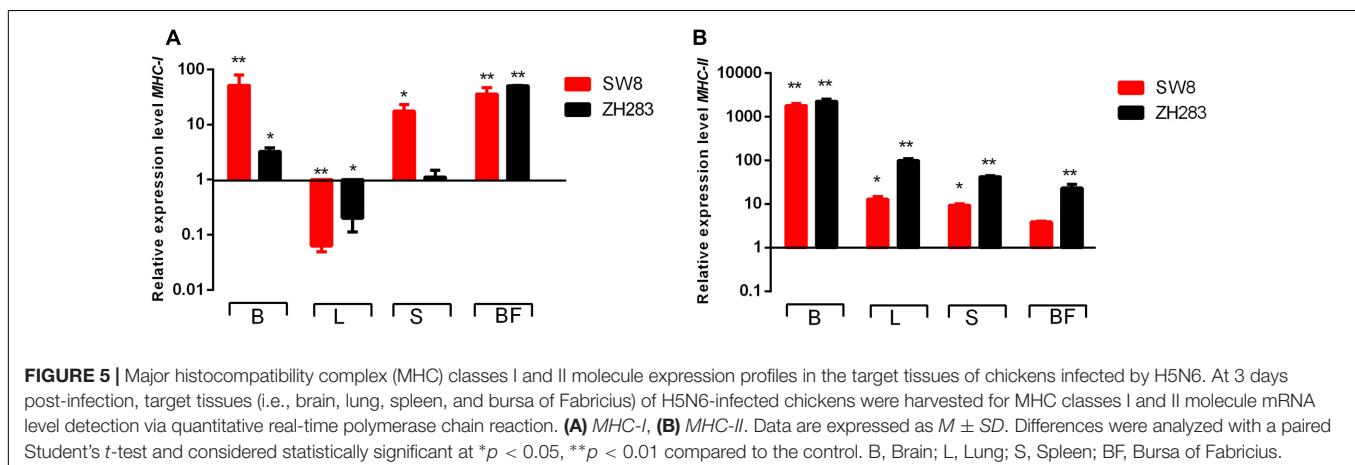 A
Relative expression level MHC-I
100
10
1
0.1
0.01
**
*
**
*
*
**
**
SW8
ZH283
B
L
S
BF
B
Relative expression level MHC-II
10000
1000
100
10
1
0.1
**
**
*
**
*
**
**
SW8
ZH283
B
L
S
BF
FIGURE 5 | Major histocompatibility complex (MHC) classes I and II molecule expression profiles in the target tissues of chickens infected by H5N6. At 3 days
post-infection, target tissues (i.e., brain, lung, spleen, and bursa of Fabricius) of H5N6-infected chickens were harvested for MHC classes I and II molecule mRNA
level detection via quantitative real-time polymerase chain reaction. (A) MHC-I, (B) MHC-II. Data are expressed as M ± SD. Differences were analyzed with a paired
Student's t-test and considered statistically significant at *p < 0.05, **p < 0.01 compared to the control. B, Brain; L, Lung; S, Spleen; BF, Bursa of Fabricius.